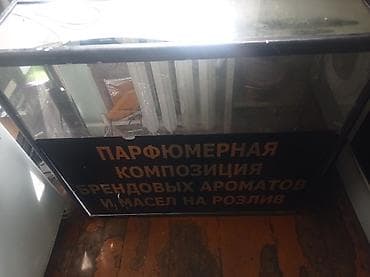 ПАРФЮМЕРНАЯ
КОМПОЗИЦИЯ
БРЕНДОВЫХ АРОМАТОВ
И МАСЕЛ НА РОЗЛИВ